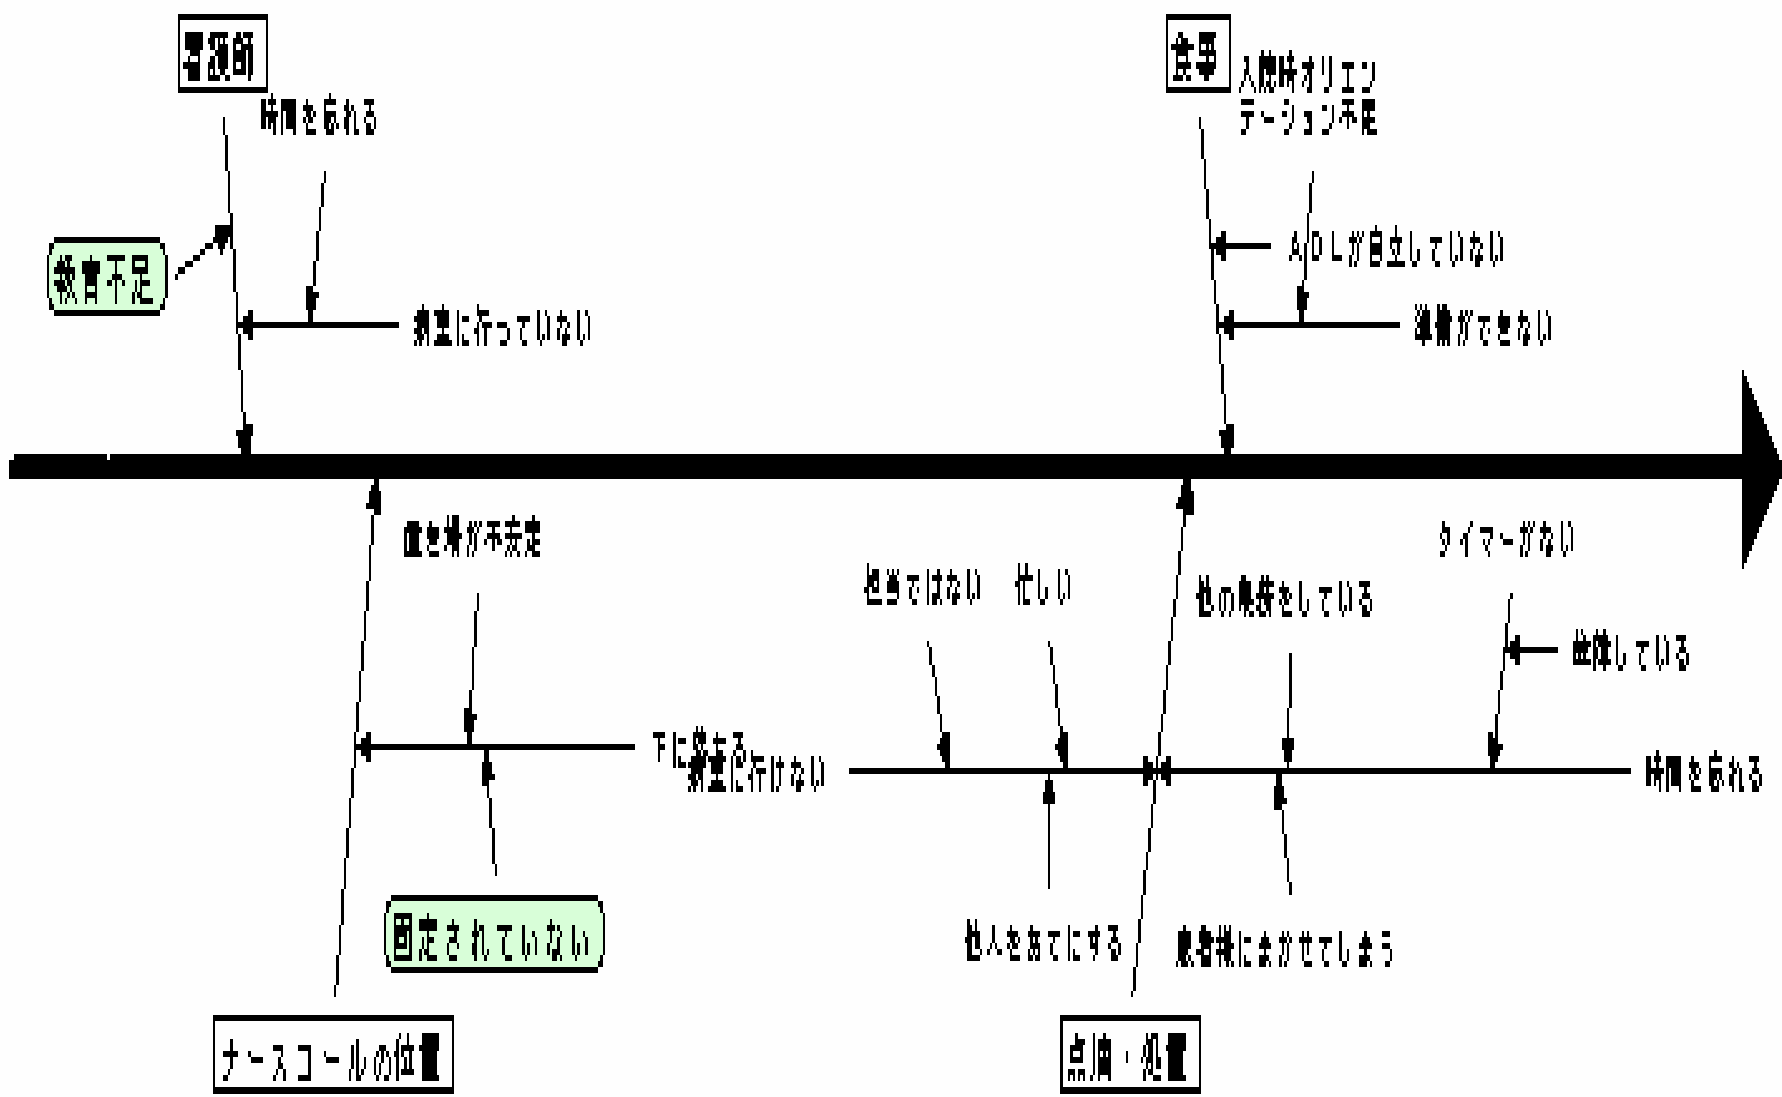 看護師
時間を忘れる
教育不足
病室に行っていない
食事
入院時オリエン
テーション不足
ADLが自立していない
準備ができない
置き場が不安定
下に落ちる
固定されていない
ナースコールの位置
担当ではない
忙しい
他の業務をしている
タイマーがない
故障している
病室に行けない
時間を忘れる
他人をあてにする
患者様にまかせてしまう
点滴・処置